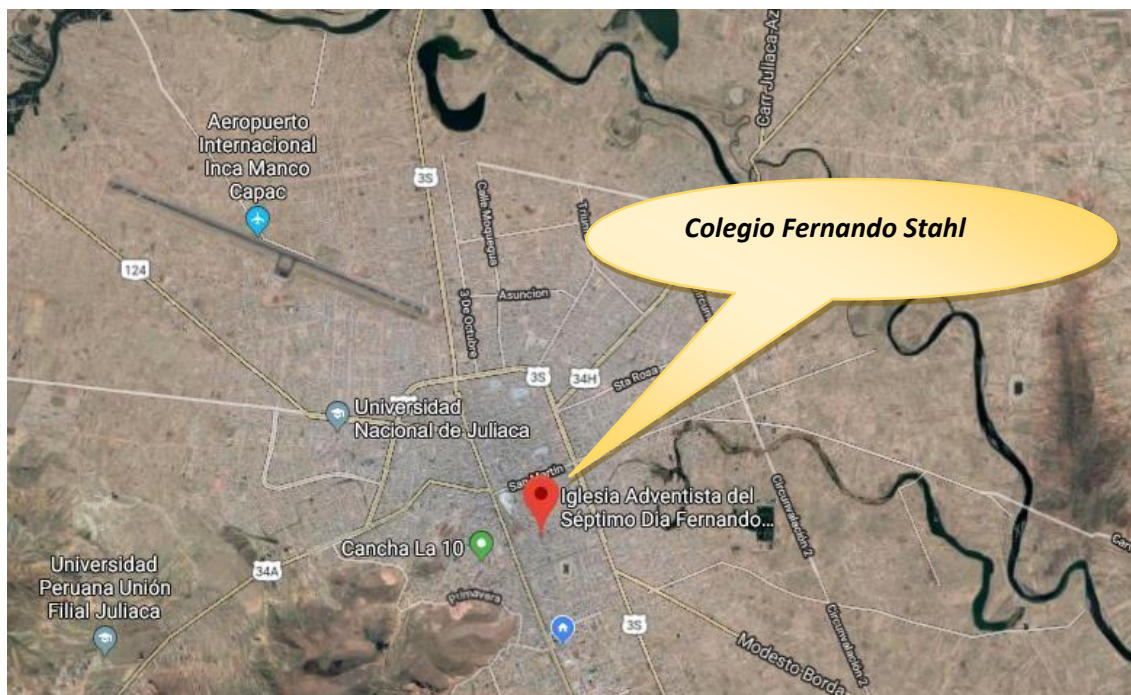 Aeropuerto
Internacional
Inca Manco
Capac
3S
Calle Moquegua
Carr-Juliaca-Az
Colegio Fernando Stahl
124
3 De Octubre
Asuncion
3S
34H
Sta Rosa
Universidad
Nacional de Juliaca
San Martin
Iglesia Adventista del
Séptimo Dia Fernando...
Cancha La 10
Circunvalación 2
Universidad
Peruana Unión
Filial Juliaca
34A
Primavera
3S
Circunvalación 2
Modesto Borda